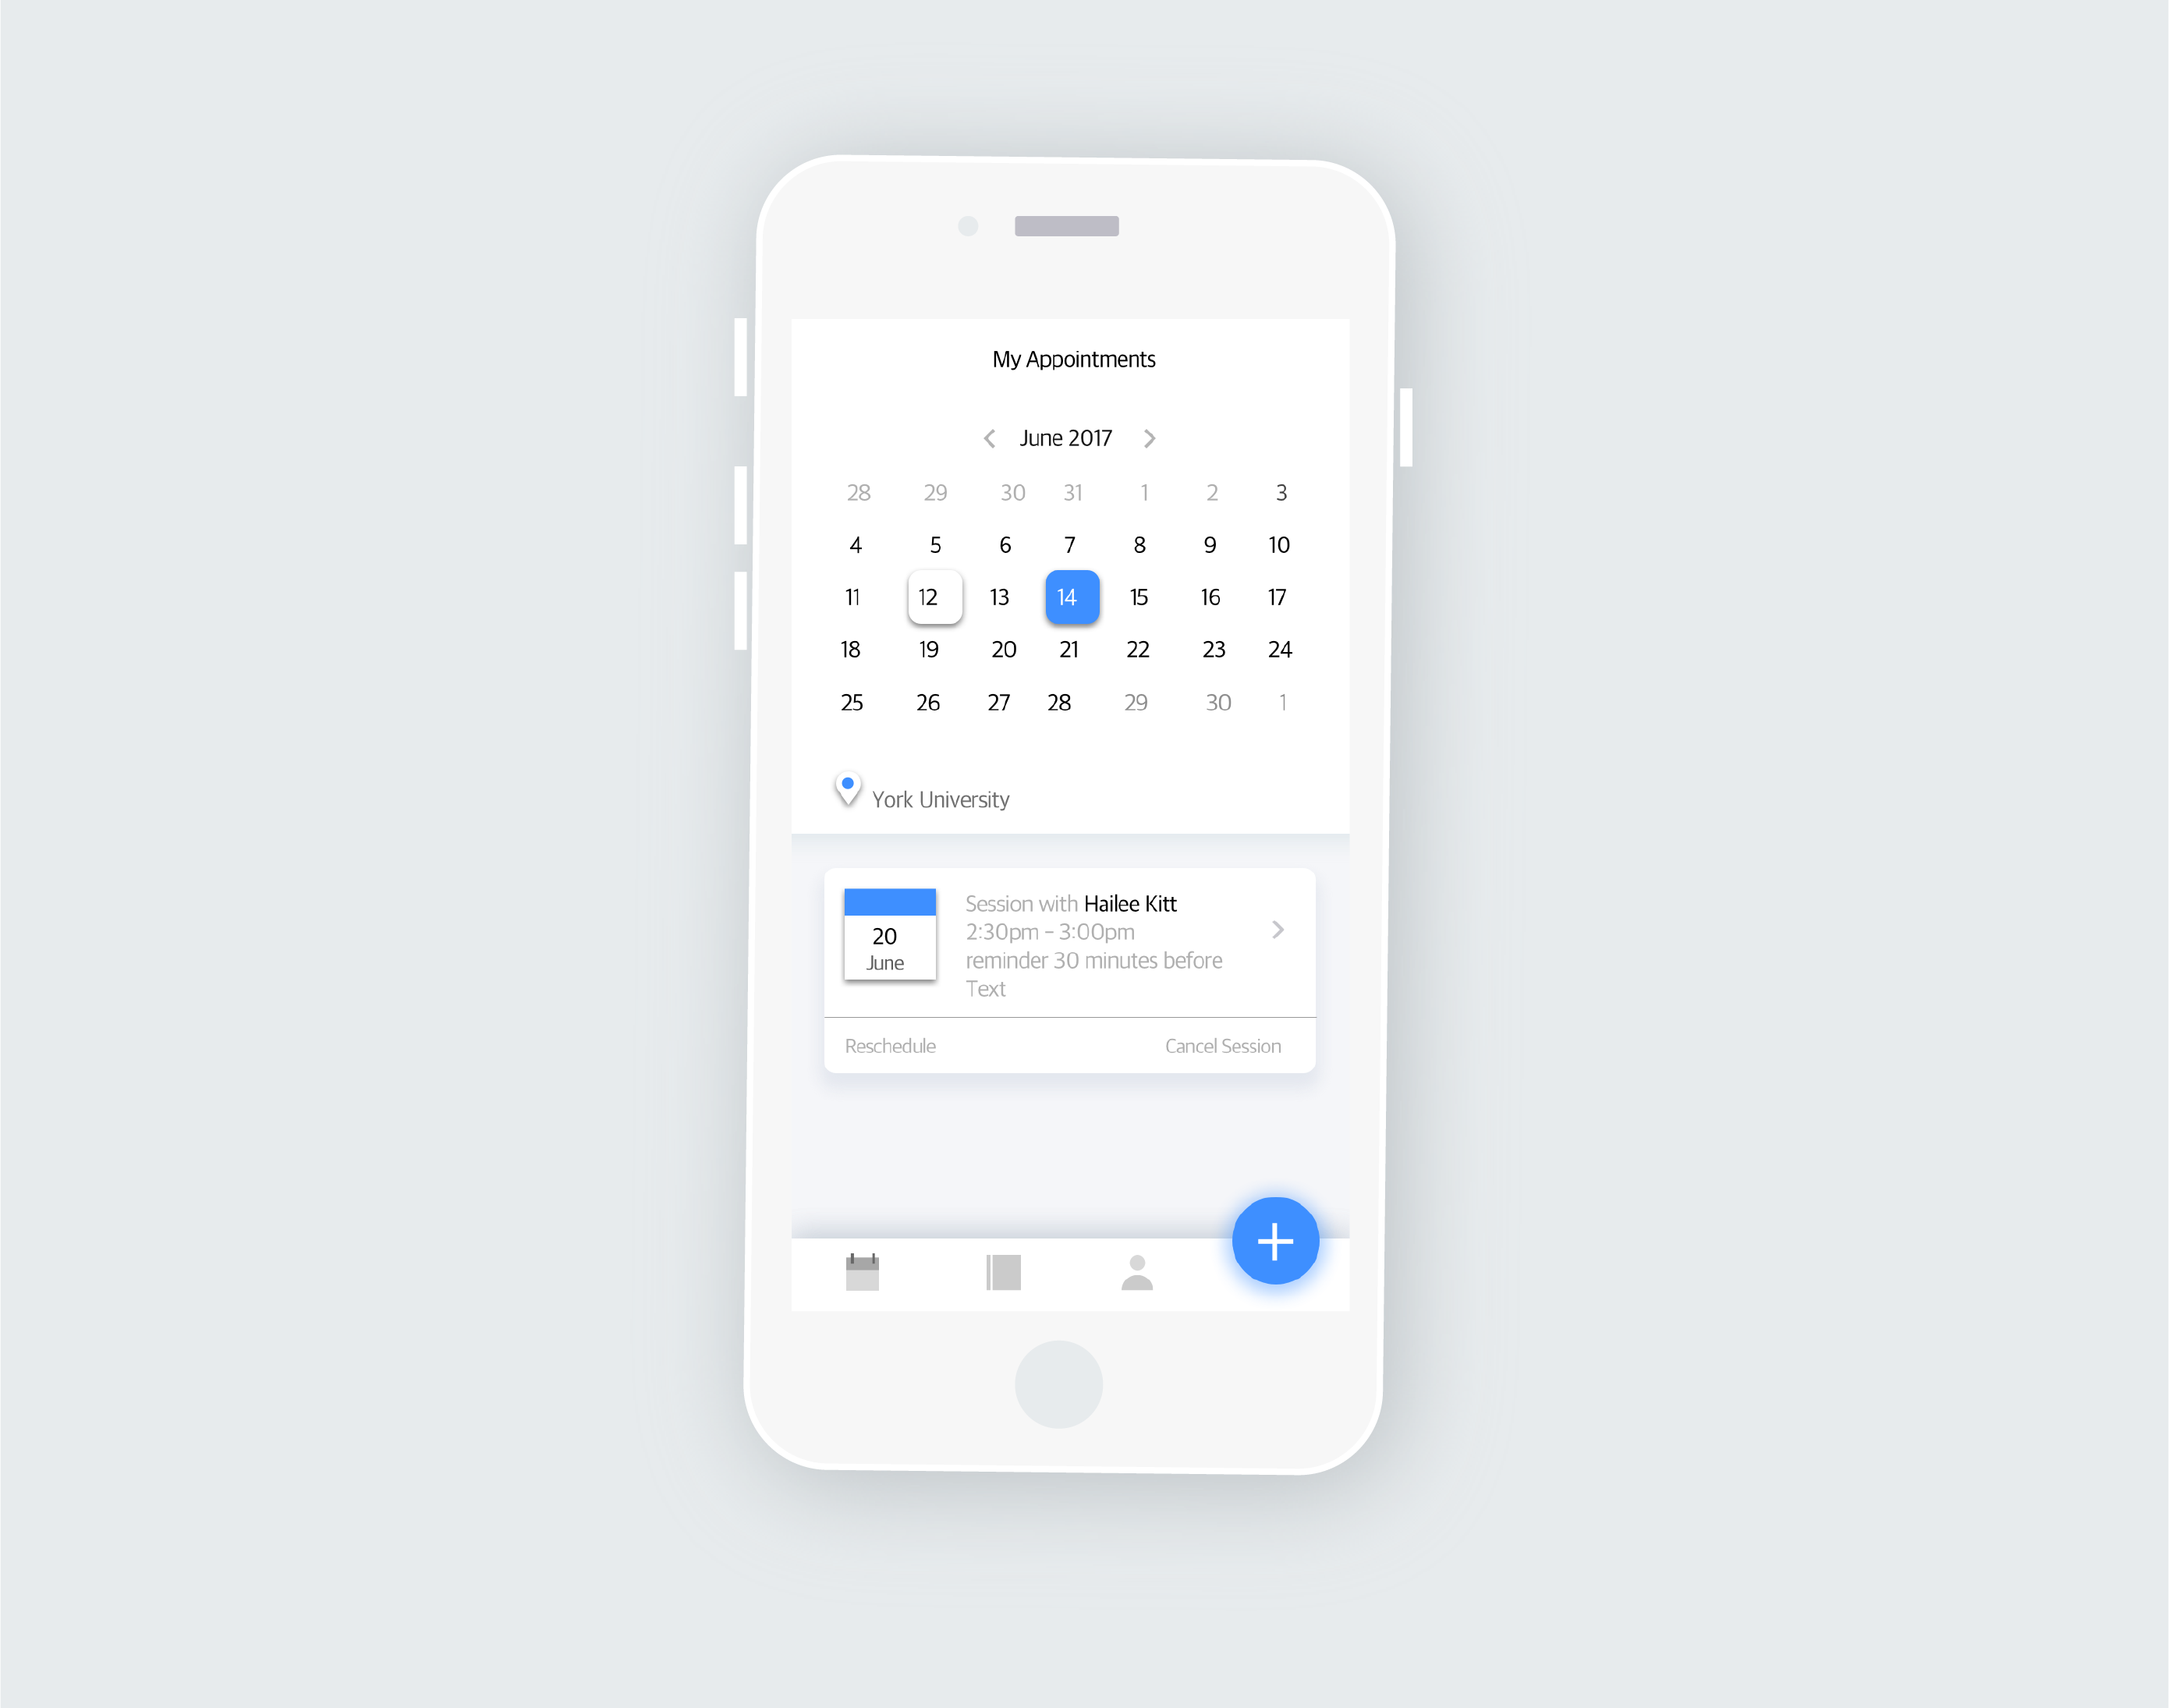 My Appointments
June 2017
28 29 30 31 1 2 3
4 5 6 7 8 9 10
11 12 13 14 15 16 17
18 19 20 21 22 23 24
25 26 27 28 29 30 1
York University
20
June
Session with Hailee Kitt
2:30pm - 3:00pm
reminder 30 minutes before
Text
Reschedule Cancel Session